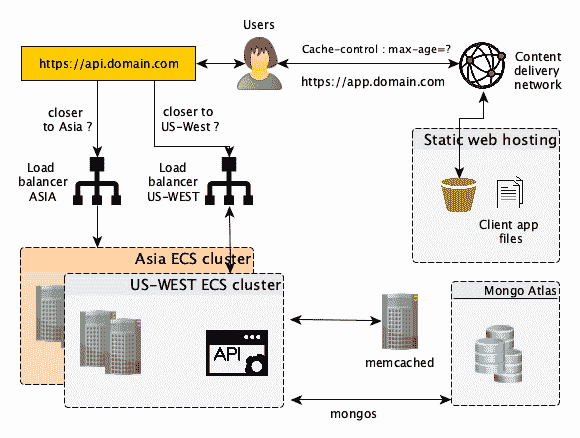 Users
https://api.domain.com
Cache-control : max-age=?
https://app.domain.com
Content
delivery
network
closer
to Asia ?
closer to
US-West ?
Static web hosting
Load
balancer
ASIA
Load
balancer
US-WEST
Client app
files
Asia ECS cluster
US-WEST ECS cluster
Mongo Atlas
API
memcached
mongos